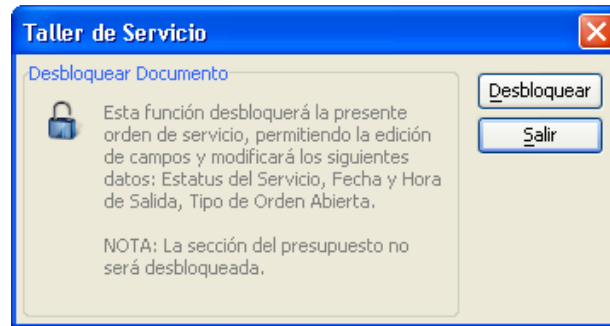 Taller de Servicio
Desbloquear Documento
Desbloquear
Esta función desbloquerá la presente
orden de servicio, permitiendo la edición
de campos y modificará los siguientes
datos: Estatus del Servicio, Fecha y Hora
de Salida, Tipo de Orden Abierta.
Salir
NOTA: La sección del presupuesto no
será desbloqueada.